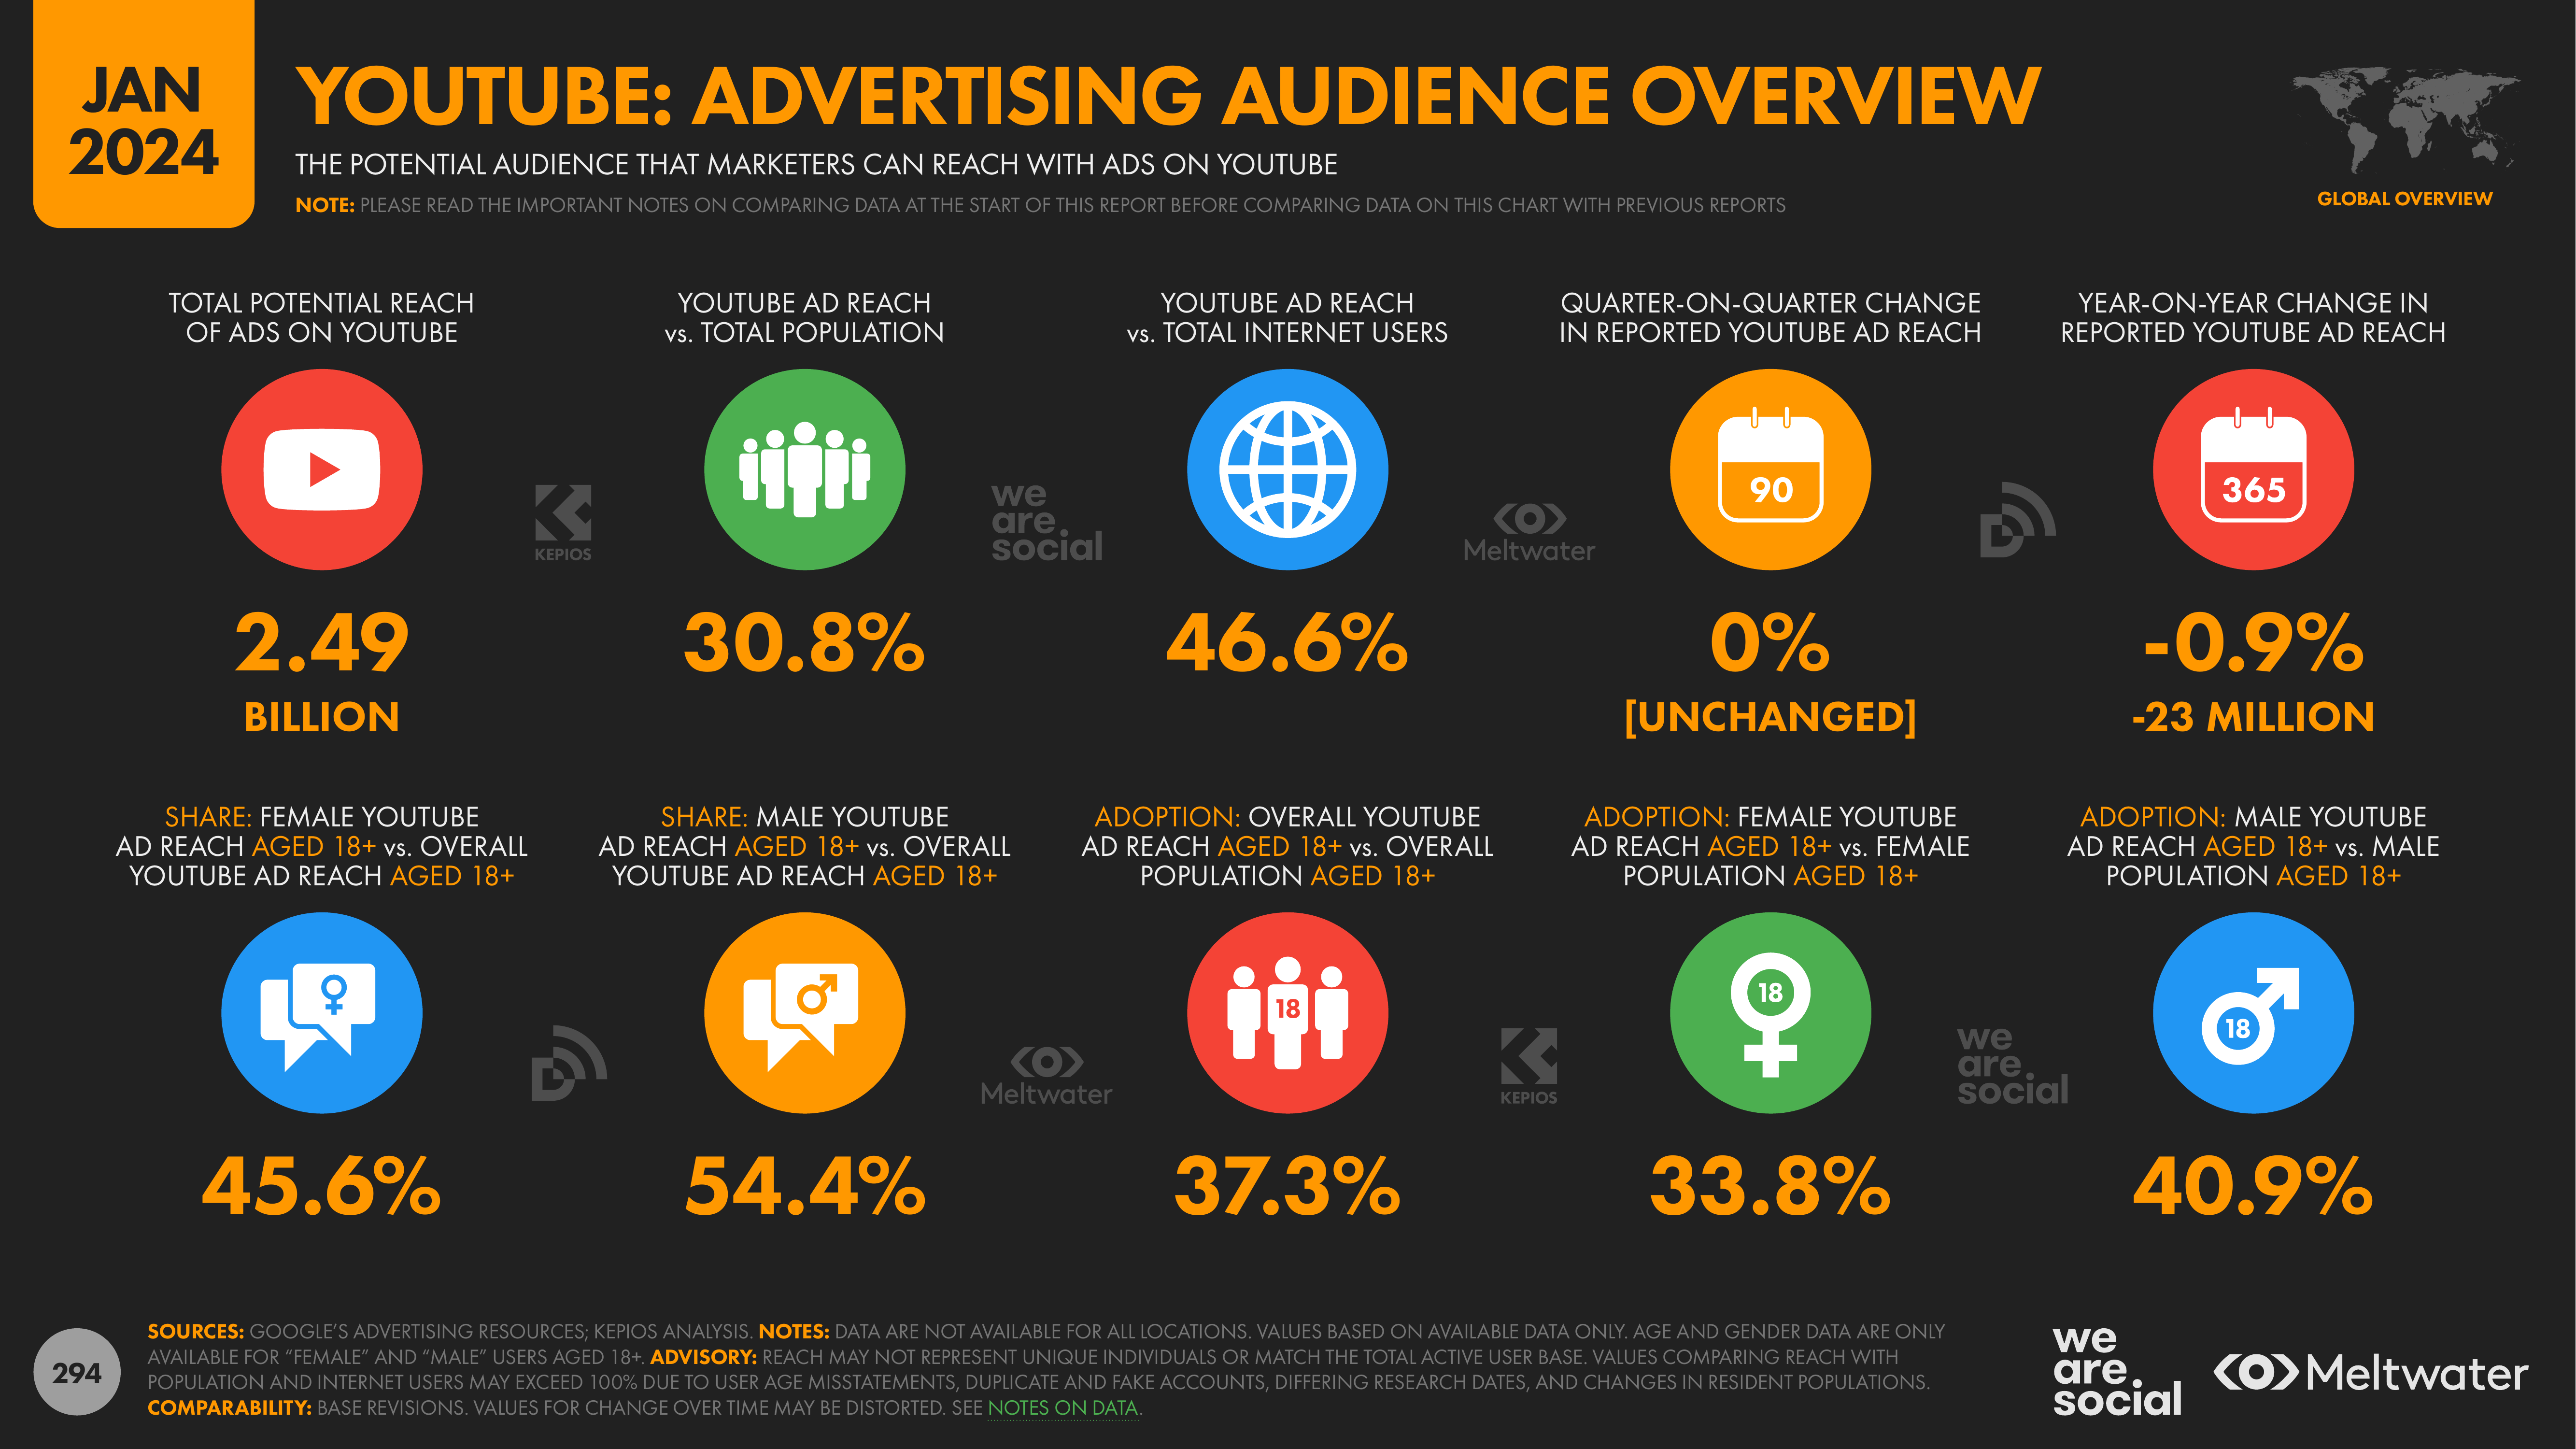 JAN
2024
YOUTUBE: ADVERTISING AUDIENCE OVERVIEW
THE POTENTIAL AUDIENCE THAT MARKETERS CAN REACH WITH ADS ON YOUTUBE
NOTE: PLEASE READ THE IMPORTANT NOTES ON COMPARING DATA AT THE START OF THIS REPORT BEFORE COMPARING DATA ON THIS CHART WITH PREVIOUS REPORTS
GLOBAL OVERVIEW
TOTAL POTENTIAL REACH
OF ADS ON YOUTUBE
2.49
BILLION
YOUTUBE AD REACH
vs. TOTAL POPULATION
30.8%
YOUTUBE AD REACH
vs. TOTAL INTERNET USERS
46.6%
QUARTER-ON-QUARTER CHANGE
IN REPORTED YOUTUBE AD REACH
90
0%
[UNCHANGED]
YEAR-ON-YEAR CHANGE IN
REPORTED YOUTUBE AD REACH
365
-0.9%
-23 MILLION
KEPIOS
we
are
social
Meltwater
SHARE: FEMALE YOUTUBE
AD REACH AGED 18+ vs. OVERALL
YOUTUBE AD REACH AGED 18+
45.6%
SHARE: MALE YOUTUBE
AD REACH AGED 18+ vs. OVERALL
YOUTUBE AD REACH AGED 18+
54.4%
ADOPTION: OVERALL YOUTUBE
AD REACH AGED 18+ vs. OVERALL
POPULATION AGED 18+
18
37.3%
ADOPTION: FEMALE YOUTUBE
AD REACH AGED 18+ vs. FEMALE
POPULATION AGED 18+
18
33.8%
ADOPTION: MALE YOUTUBE
AD REACH AGED 18+ vs. MALE
POPULATION AGED 18+
18
40.9%
Meltwater
KEPIOS
we
are
social
294
SOURCES: GOOGLE'S ADVERTISING RESOURCES; KEPIOS ANALYSIS. NOTES: DATA ARE NOT AVAILABLE FOR ALL LOCATIONS. VALUES BASED ON AVAILABLE DATA ONLY. AGE AND GENDER DATA ARE ONLY
AVAILABLE FOR "FEMALE" AND "MALE" USERS AGED 18+. ADVISORY: REACH MAY NOT REPRESENT UNIQUE INDIVIDUALS OR MATCH THE TOTAL ACTIVE USER BASE. VALUES COMPARING REACH WITH
POPULATION AND INTERNET USERS MAY EXCEED 100% DUE TO USER AGE MISSTATEMENTS, DUPLICATE AND FAKE ACCOUNTS, DIFFERING RESEARCH DATES, AND CHANGES IN RESIDENT POPULATIONS.
COMPARABILITY: BASE REVISIONS. VALUES FOR CHANGE OVER TIME MAY BE DISTORTED. SEE NOTES ON DATA.
we
are
social
Meltwater